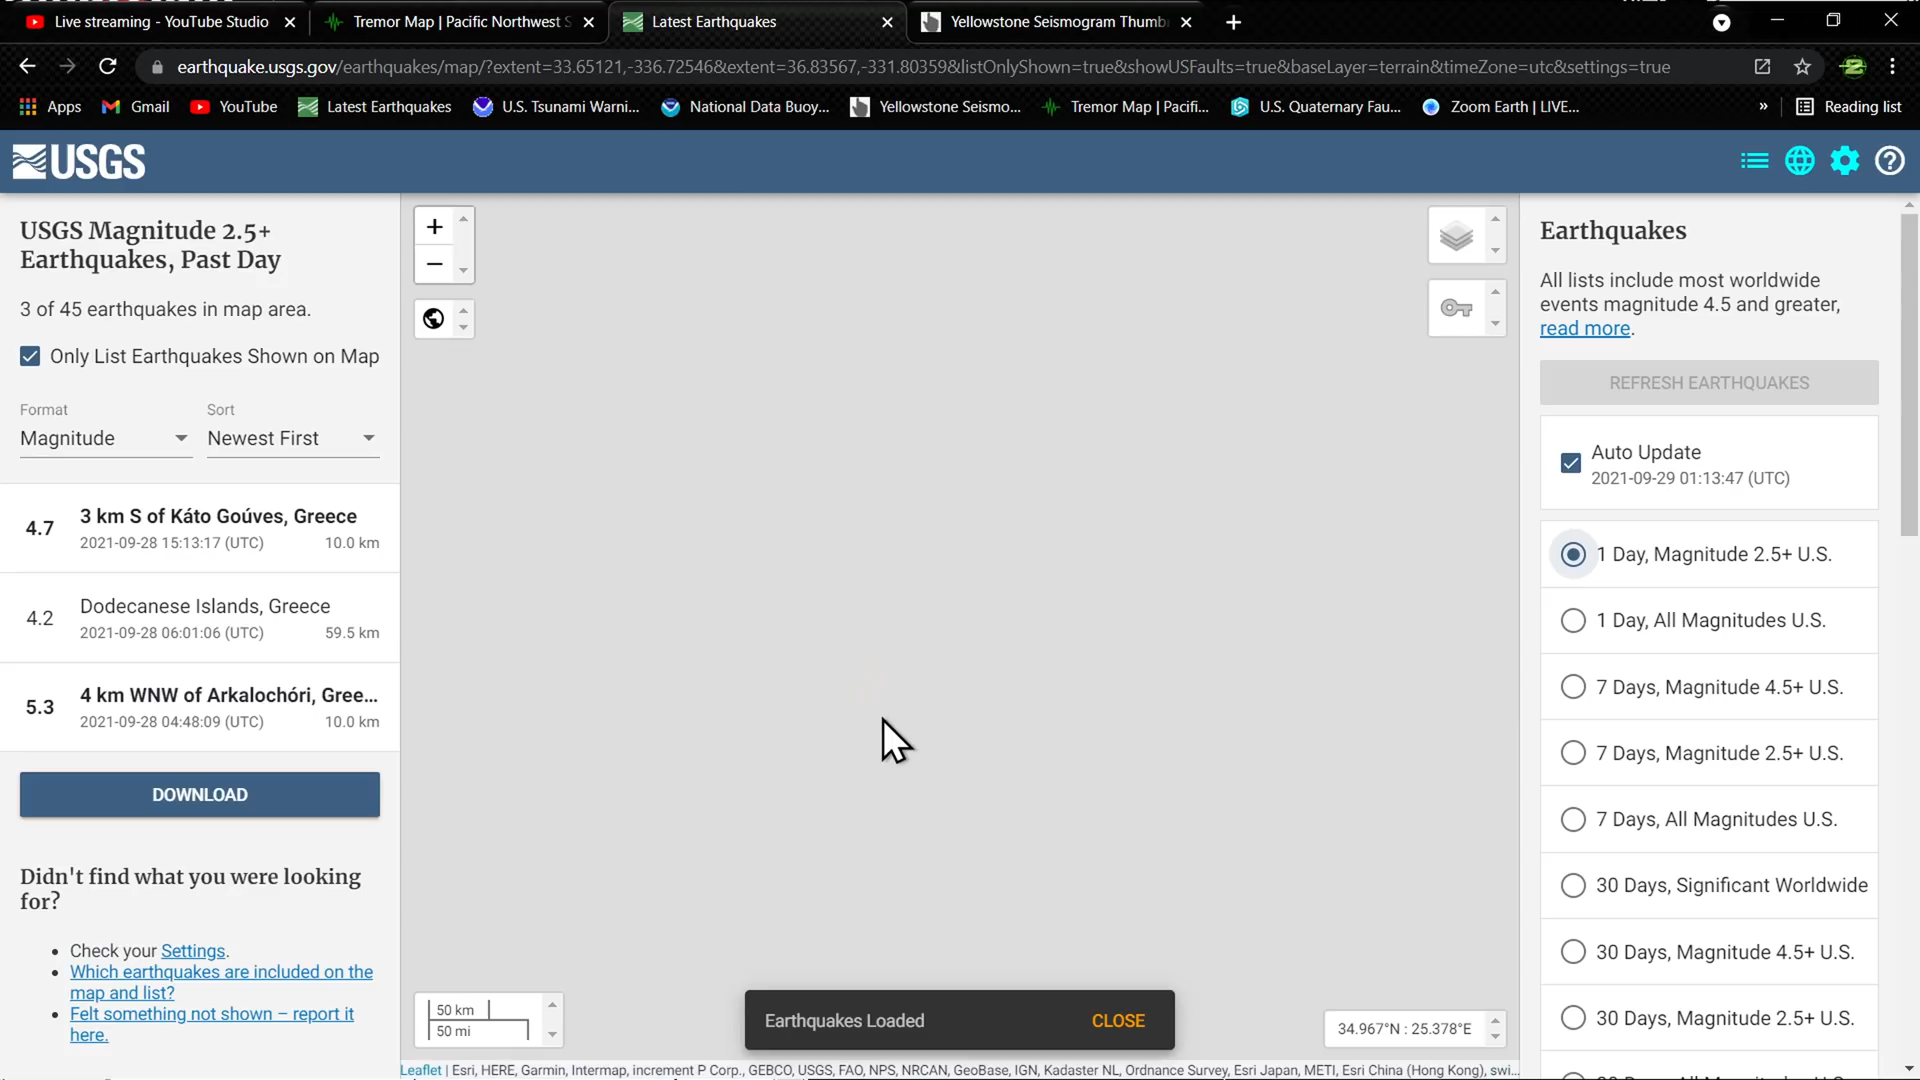 Live streaming - YouTube Studio
Tremor Map | Pacific Northwest S
Latest Earthquakes
Yellowstone Seismogram Thumb
earthquake.usgs.gov/earthquakes/map/?extent=33.65121,-336.72546&extent=36.83567,-331.80359&listOnlyShown=true&showUSFaults=true&baseLayer=terrain&timeZone=utc&settings=true
Apps
Gmail
YouTube
Latest Earthquakes
U.S. Tsunami Warni...
National Data Buoy...
Yellowstone Seismo...
Tremor Map | Pacifi...
U.S. Quaternary Fau...
Zoom Earth | LIVE...
»
Reading list
USGS
USGS Magnitude 2.5+
Earthquakes, Past Day
3 of 45 earthquakes in map area.
Only List Earthquakes Shown on Map
Format
Sort
Magnitude
Newest First
4.7
3 km S of Káto Goúves, Greece
2021-09-28 15:13:17 (UTC)
10.0 km
4.2
Dodecanese Islands, Greece
2021-09-28 06:01:06 (UTC)
59.5 km
5.3
4 km WNW of Arkalochóri, Gree...
2021-09-28 04:48:09 (UTC)
10.0 km
DOWNLOAD
Didn't find what you were looking
for?
• Check your Settings.
• Which earthquakes are included on the
map and list?
• Felt something not shown – report it
here.
+
−
50 km
50 mi
Earthquakes Loaded
CLOSE
34.967°N : 25.378°E
Leaflet | Esri, HERE, Garmin, Intermap, increment P Corp., GEBCO, USGS, FAO, NPS, NRCAN, GeoBase, IGN, Kadaster NL, Ordnance Survey, Esri Japan, METI, Esri China (Hong Kong), swi...
Earthquakes
All lists include most worldwide
events magnitude 4.5 and greater,
read more.
REFRESH EARTHQUAKES
Auto Update
2021-09-29 01:13:47 (UTC)
1 Day, Magnitude 2.5+ U.S.
1 Day, All Magnitudes U.S.
7 Days, Magnitude 4.5+ U.S.
7 Days, Magnitude 2.5+ U.S.
7 Days, All Magnitudes U.S.
30 Days, Significant Worldwide
30 Days, Magnitude 4.5+ U.S.
30 Days, Magnitude 2.5+ U.S.